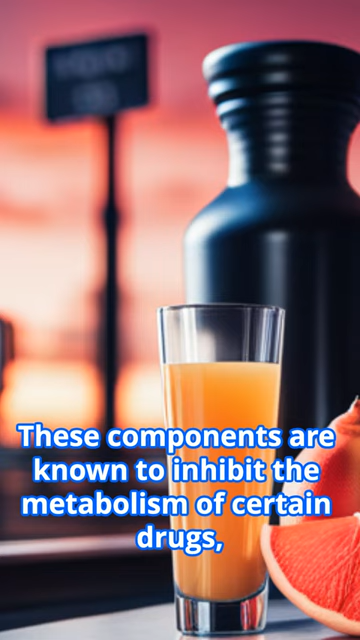 These components are
known to inhibit the
metabolism of certain
drugs,